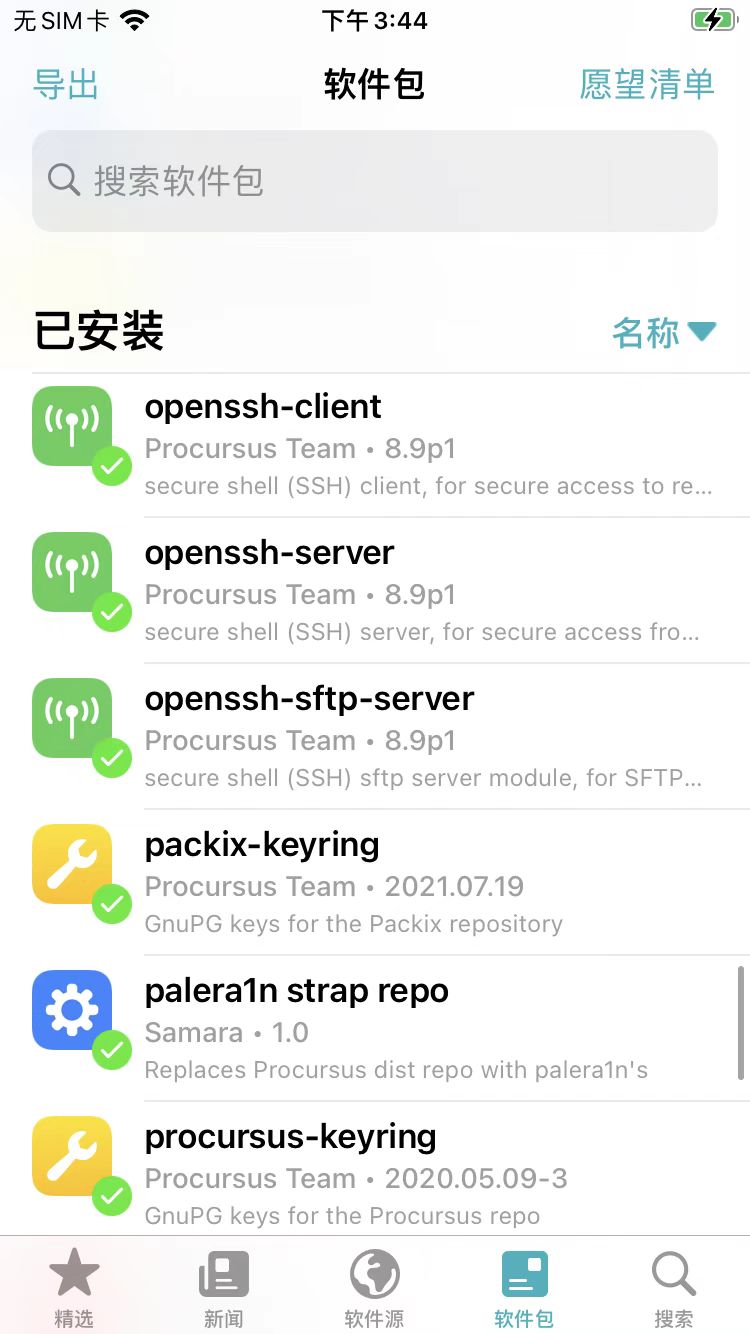 无SIM卡 下午3:44
导出 软件包 愿望清单
搜索软件包
已安装 名称
openssh-client
Procursus Team • 8.9p1
secure shell (SSH) client, for secure access to re...
openssh-server
Procursus Team • 8.9p1
secure shell (SSH) server, for secure access fro...
openssh-sftp-server
Procursus Team • 8.9p1
secure shell (SSH) sftp server module, for SFTP...
packix-keyring
Procursus Team • 2021.07.19
GnuPG keys for the Packix repository
palera1n strap repo
Samara • 1.0
Replaces Procursus dist repo with palera1n's
procursus-keyring
Procursus Team • 2020.05.09-3
GnuPG keys for the Procursus repo
精选 新闻 软件源 软件包 搜索